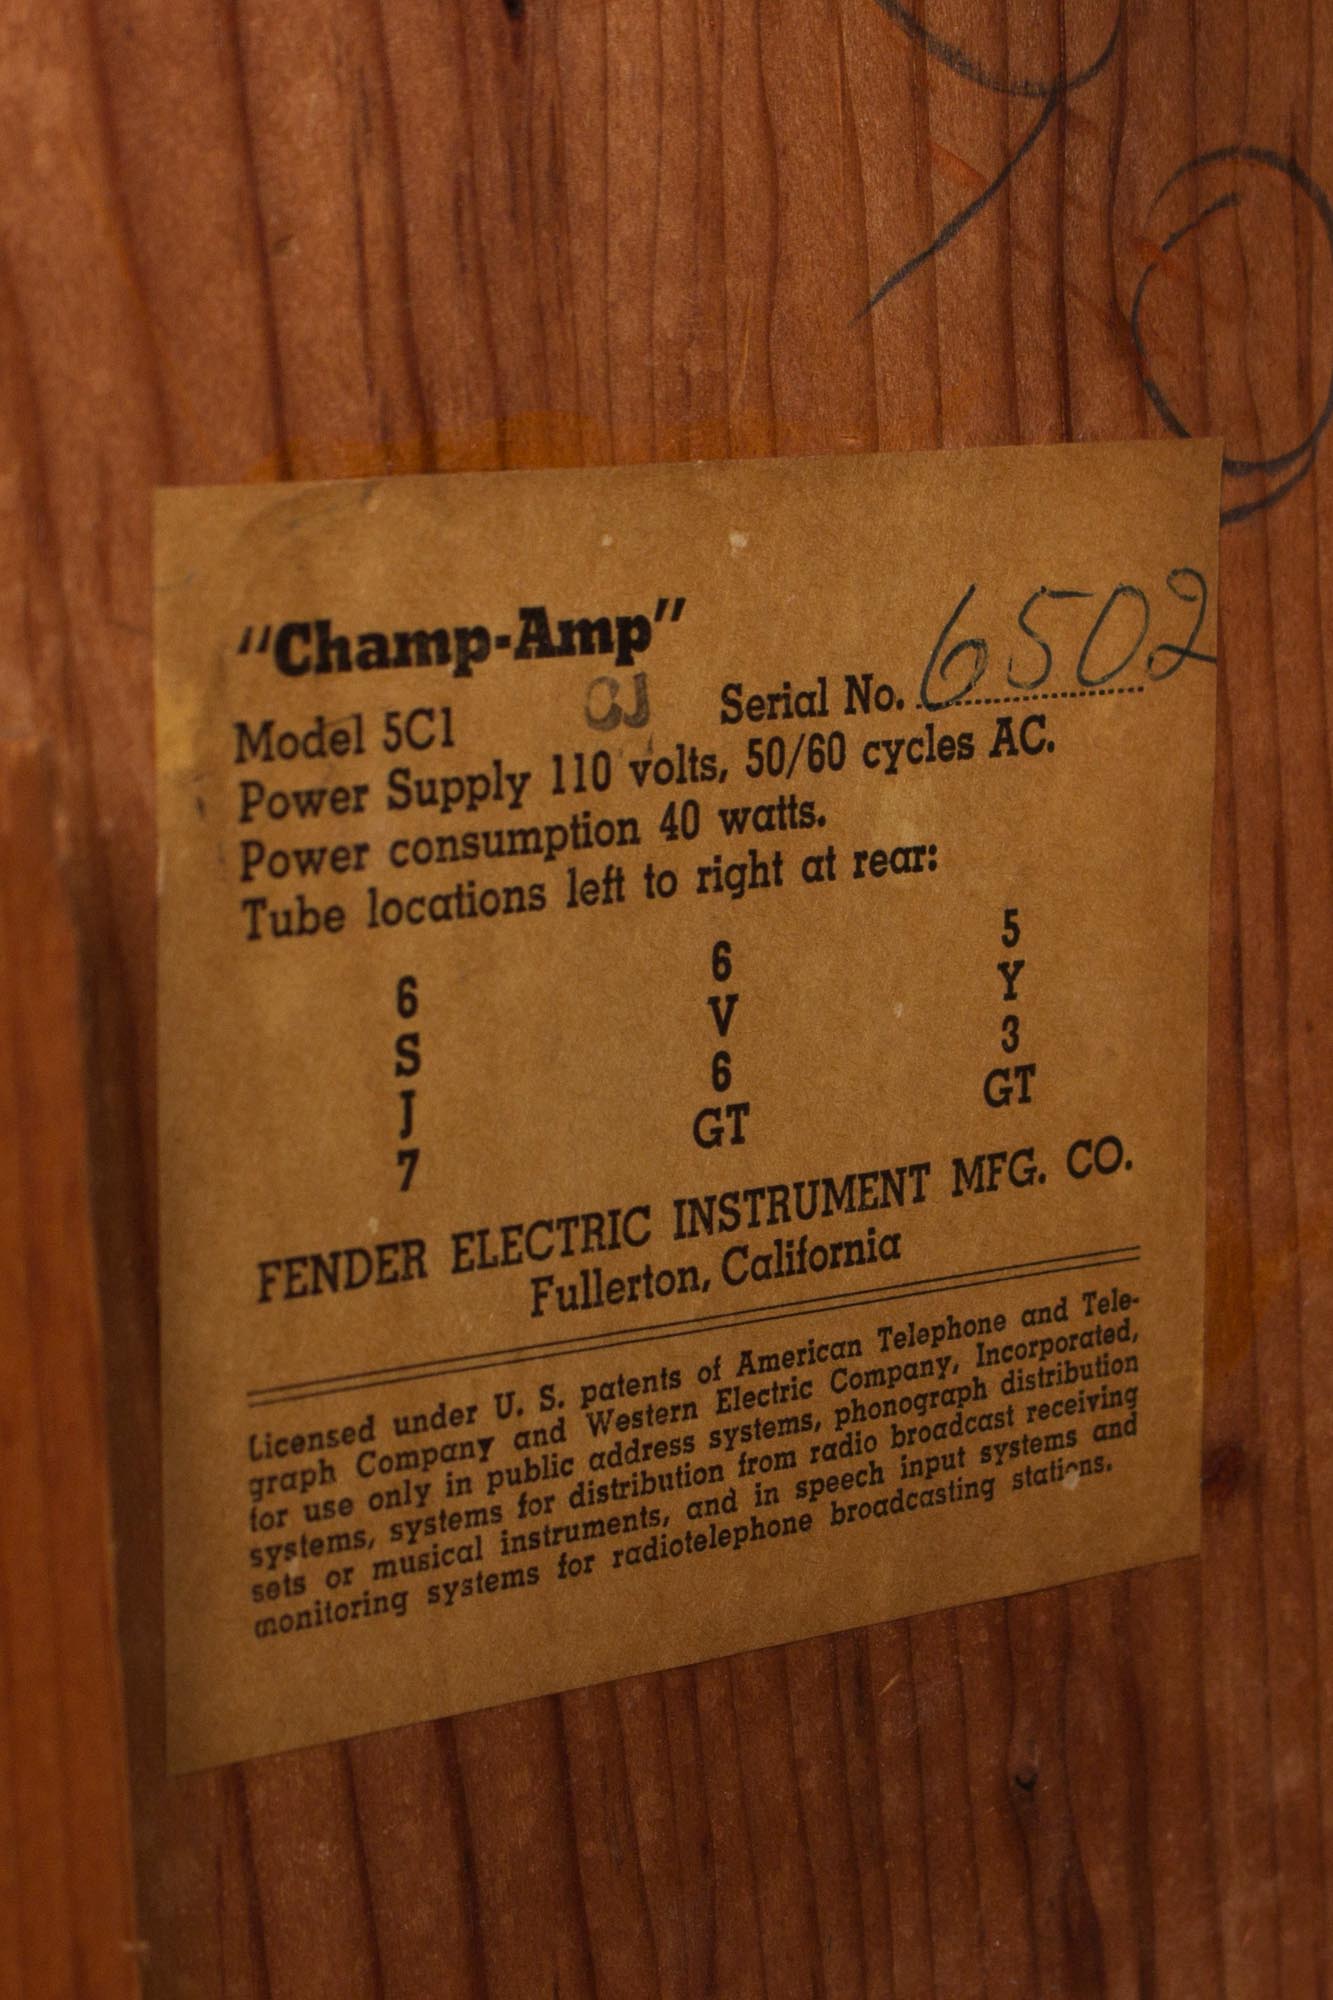 "Champ-Amp"
Model 5C1 CJ Serial No. 6502
Power Supply 110 volts, 50/60 cycles AC.
Power consumption 40 watts.
Tube locations left to right at rear:
6 6 5
S V Y
J 6 3
7 GT GT
FENDER ELECTRIC INSTRUMENT MFG. CO.
Fullerton, California
Licensed under U. S. patents of American Telephone and Tele-
graph Company and Western Electric Company, Incorporated,
for use only in public address systems, phonograph distribution
systems, systems for distribution from radio broadcast receiving
sets or musical instruments, and in speech input systems and
monitoring systems for radiotelephone broadcasting stations.